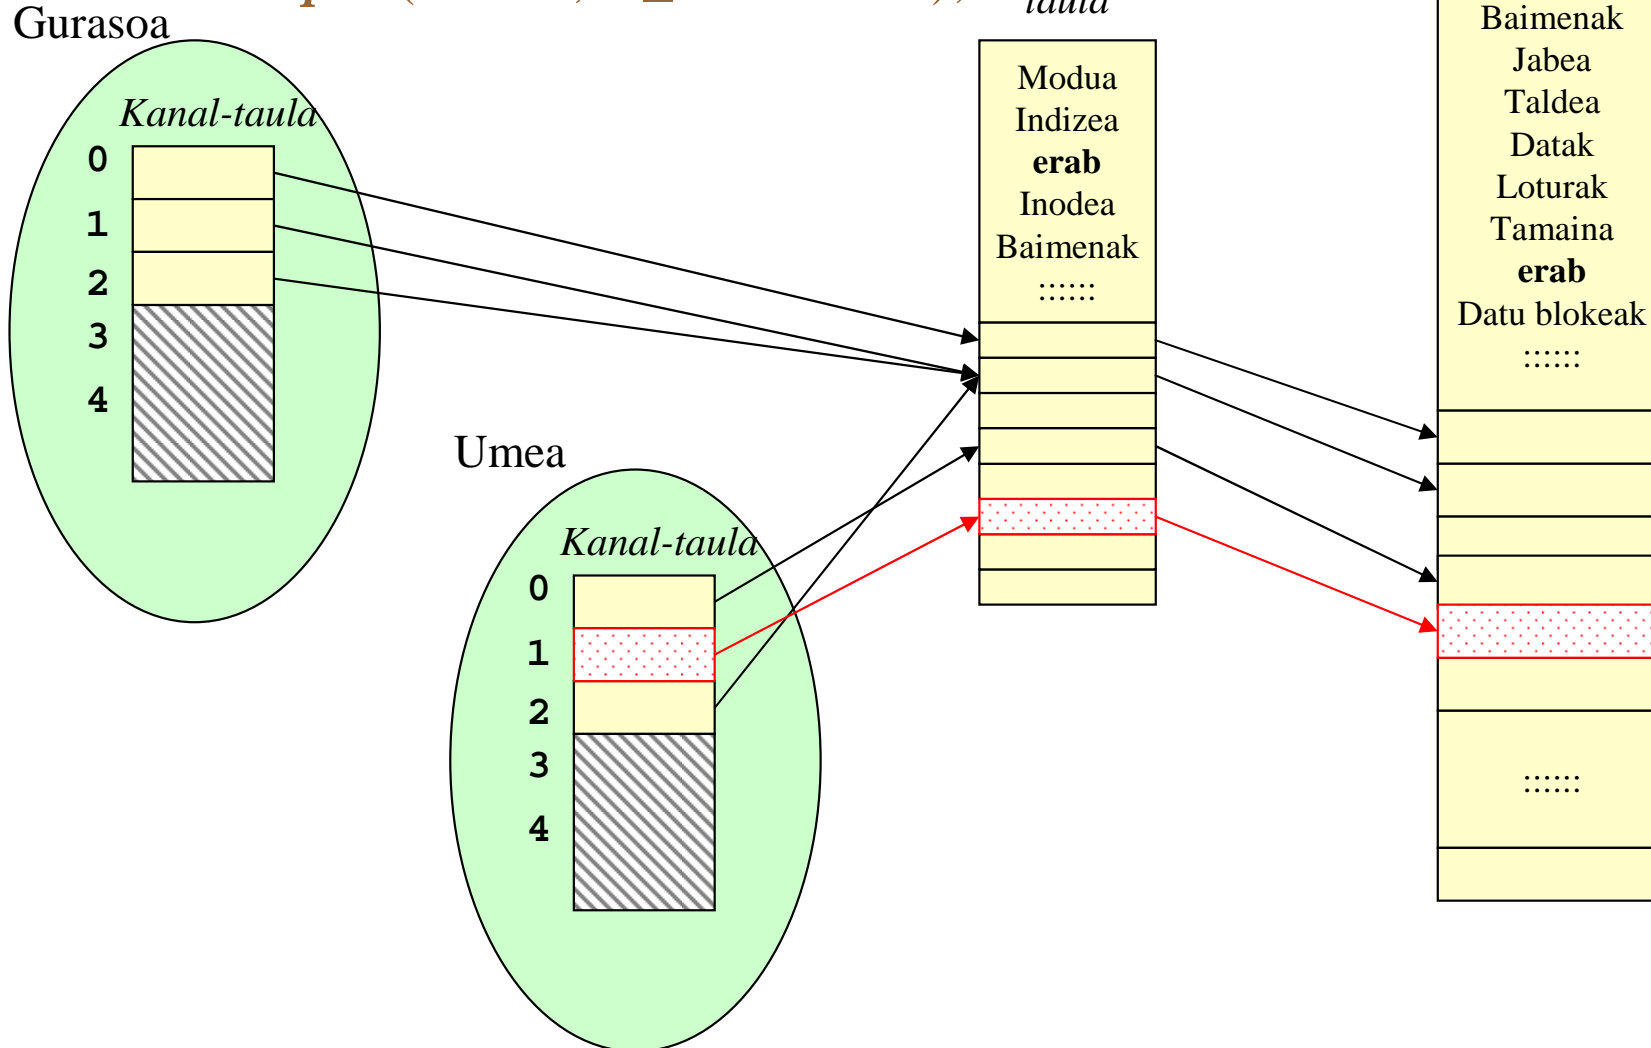 taula
Gurasoa
Kanal-taula
0
1
2
3
4
Umea
Kanal-taula
0
1
2
3
4
Modua
Indizea
erab
Inodea
Baimenak
::::::
Baimenak
Jabea
Taldea
Datak
Loturak
Tamaina
erab
Datu blokeak
::::::
::::::